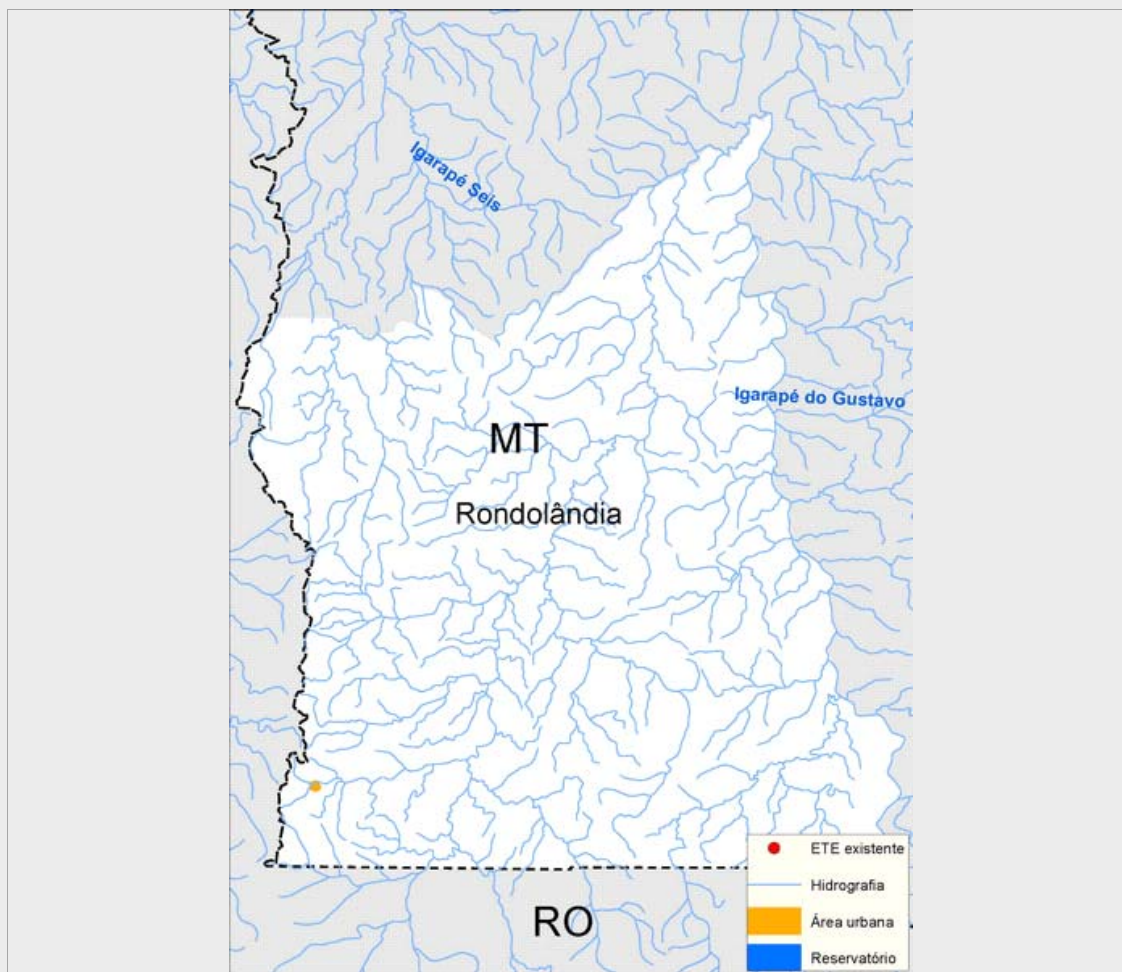 Igarapé Seis
Igarapé do Gustavo
MT
Rondolândia
RO
ETE existente
Hidrografia
Área urbana
Reservatório